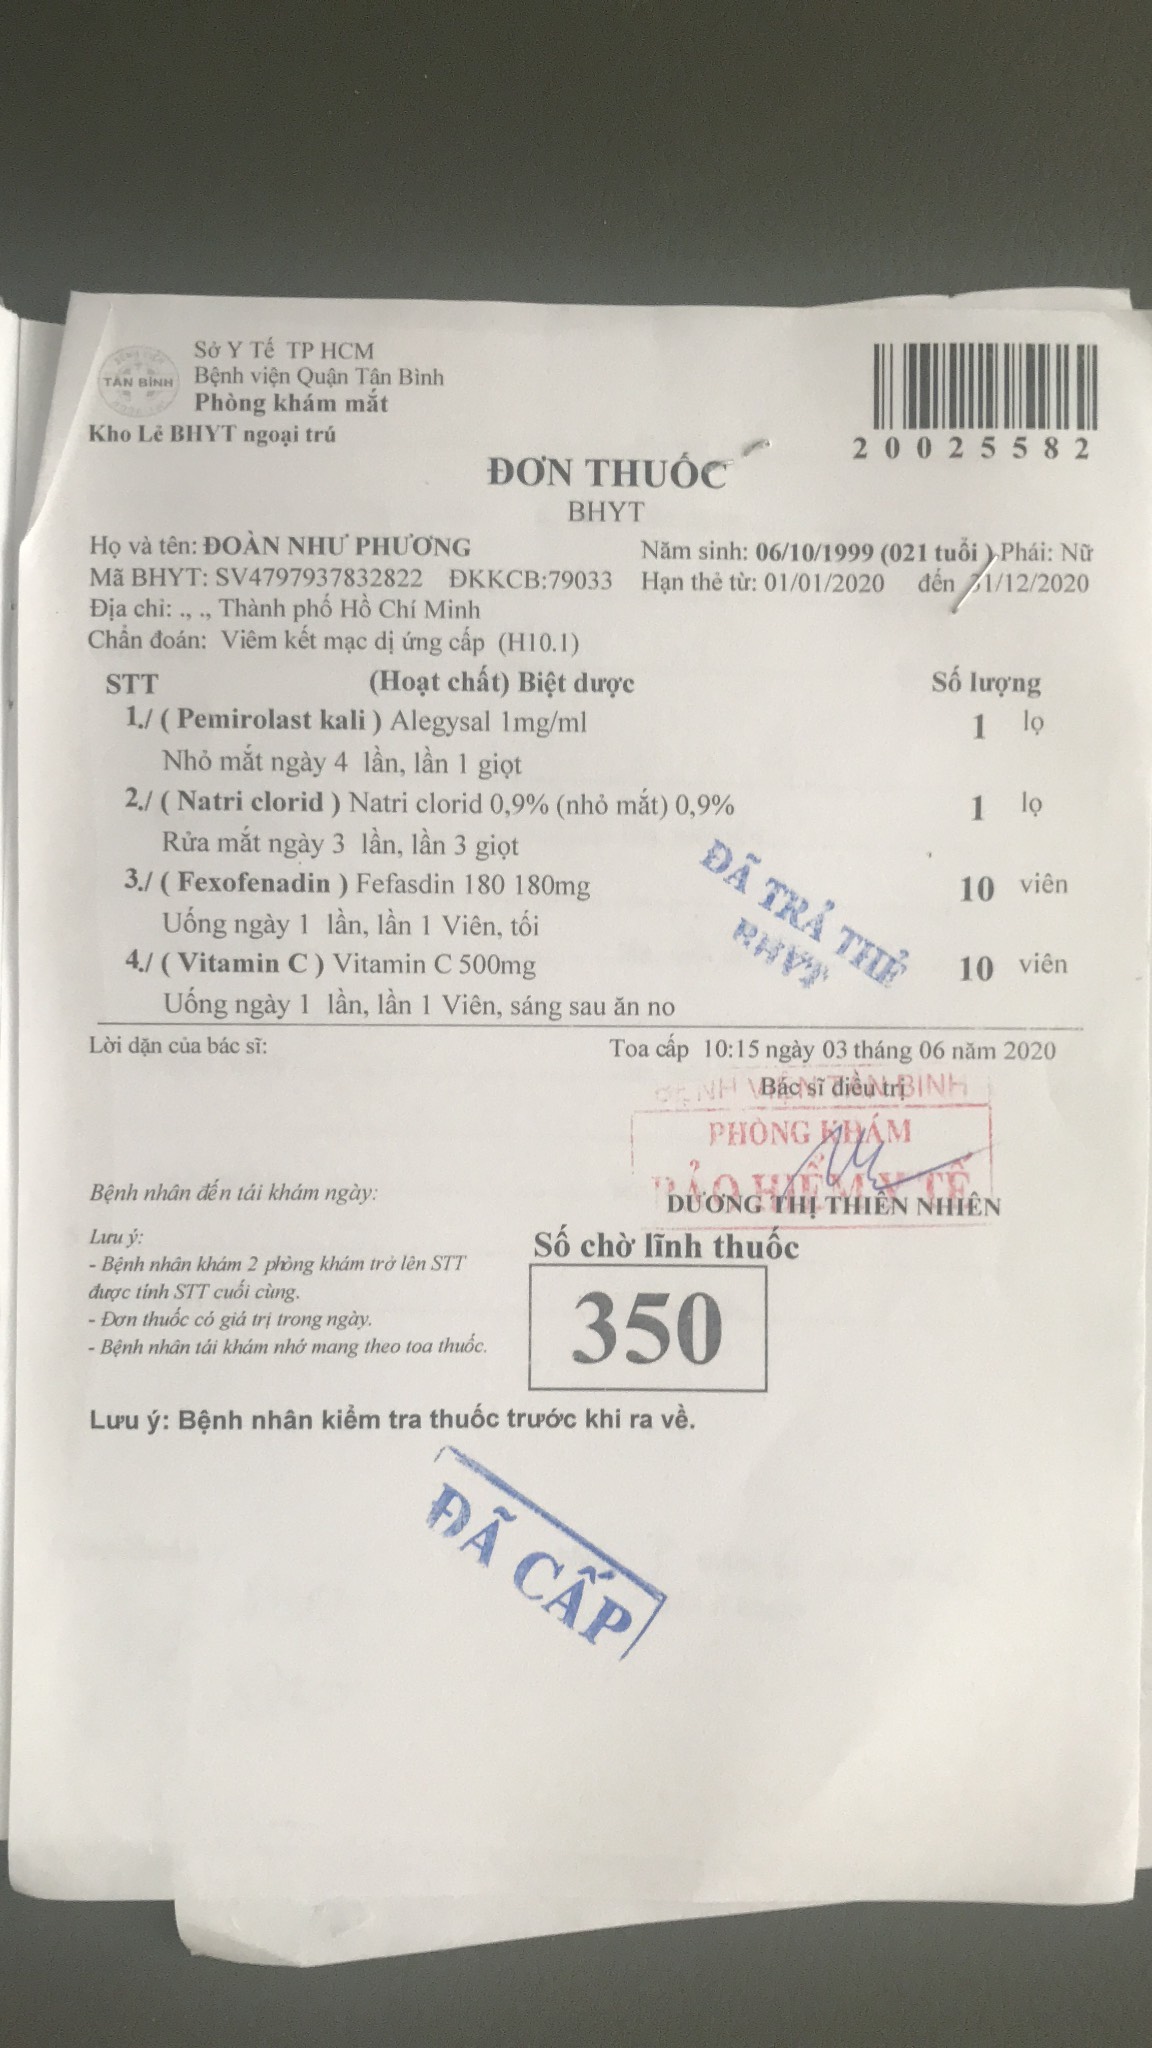 Sở Y Tế TP HCM
TÂN BÌNH
Bệnh viện Quận Tân Bình
Phòng khám mắt
Kho Lẻ BHYT ngoại trú
20025582
ĐƠN THUỐC
BHYT
Họ và tên: ĐOÀN NHƯ PHƯƠNG Năm sinh: 06/10/1999 (021 tuổi ) Phái: Nữ
Mã BHYT: SV4797937832822 ĐKKCB:79033 Hạn thẻ từ: 01/01/2020 đến 31/12/2020
Địa chỉ: ., ., Thành phố Hồ Chí Minh
Chẩn đoán: Viêm kết mạc dị ứng cấp (H10.1)
STT (Hoạt chất) Biệt dược Số lượng
1./ ( Pemirolast kali ) Alegysal 1mg/ml 1 lọ
Nhỏ mắt ngày 4 lần, lần 1 giọt
2./ ( Natri clorid ) Natri clorid 0,9% (nhỏ mắt) 0,9% 1 lọ
Rửa mắt ngày 3 lần, lần 3 giọt
3./ ( Fexofenadin ) Fefasdin 180 180mg 10 viên
Uống ngày 1 lần, lần 1 Viên, tối
4./ ( Vitamin C ) Vitamin C 500mg 10 viên
Uống ngày 1 lần, lần 1 Viên, sáng sau ăn no
ĐÃ TRẢ THẺ
BHYT
Lời dặn của bác sĩ: Toa cấp 10:15 ngày 03 tháng 06 năm 2020
Bác sĩ điều trị
BỆNH VIỆN TÂN BÌNH
PHÒNG KHÁM
BẢO HIỂM Y TẾ
Bệnh nhân đến tái khám ngày: DƯƠNG THỊ THIÊN NHIÊN
Lưu ý:
- Bệnh nhân khám 2 phòng khám trở lên STT
được tính STT cuối cùng.
- Đơn thuốc có giá trị trong ngày.
- Bệnh nhân tái khám nhớ mang theo toa thuốc.
Số chờ lĩnh thuốc
350
Lưu ý: Bệnh nhân kiểm tra thuốc trước khi ra về.
ĐÃ CẤP